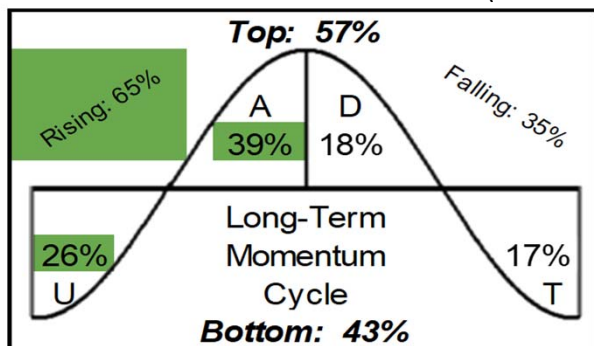 Top: 57%
Rising: 65%
Falling: 35%
A
D
39%
18%
Long-Term
26%
Momentum
17%
U
Cycle
T
Bottom: 43%